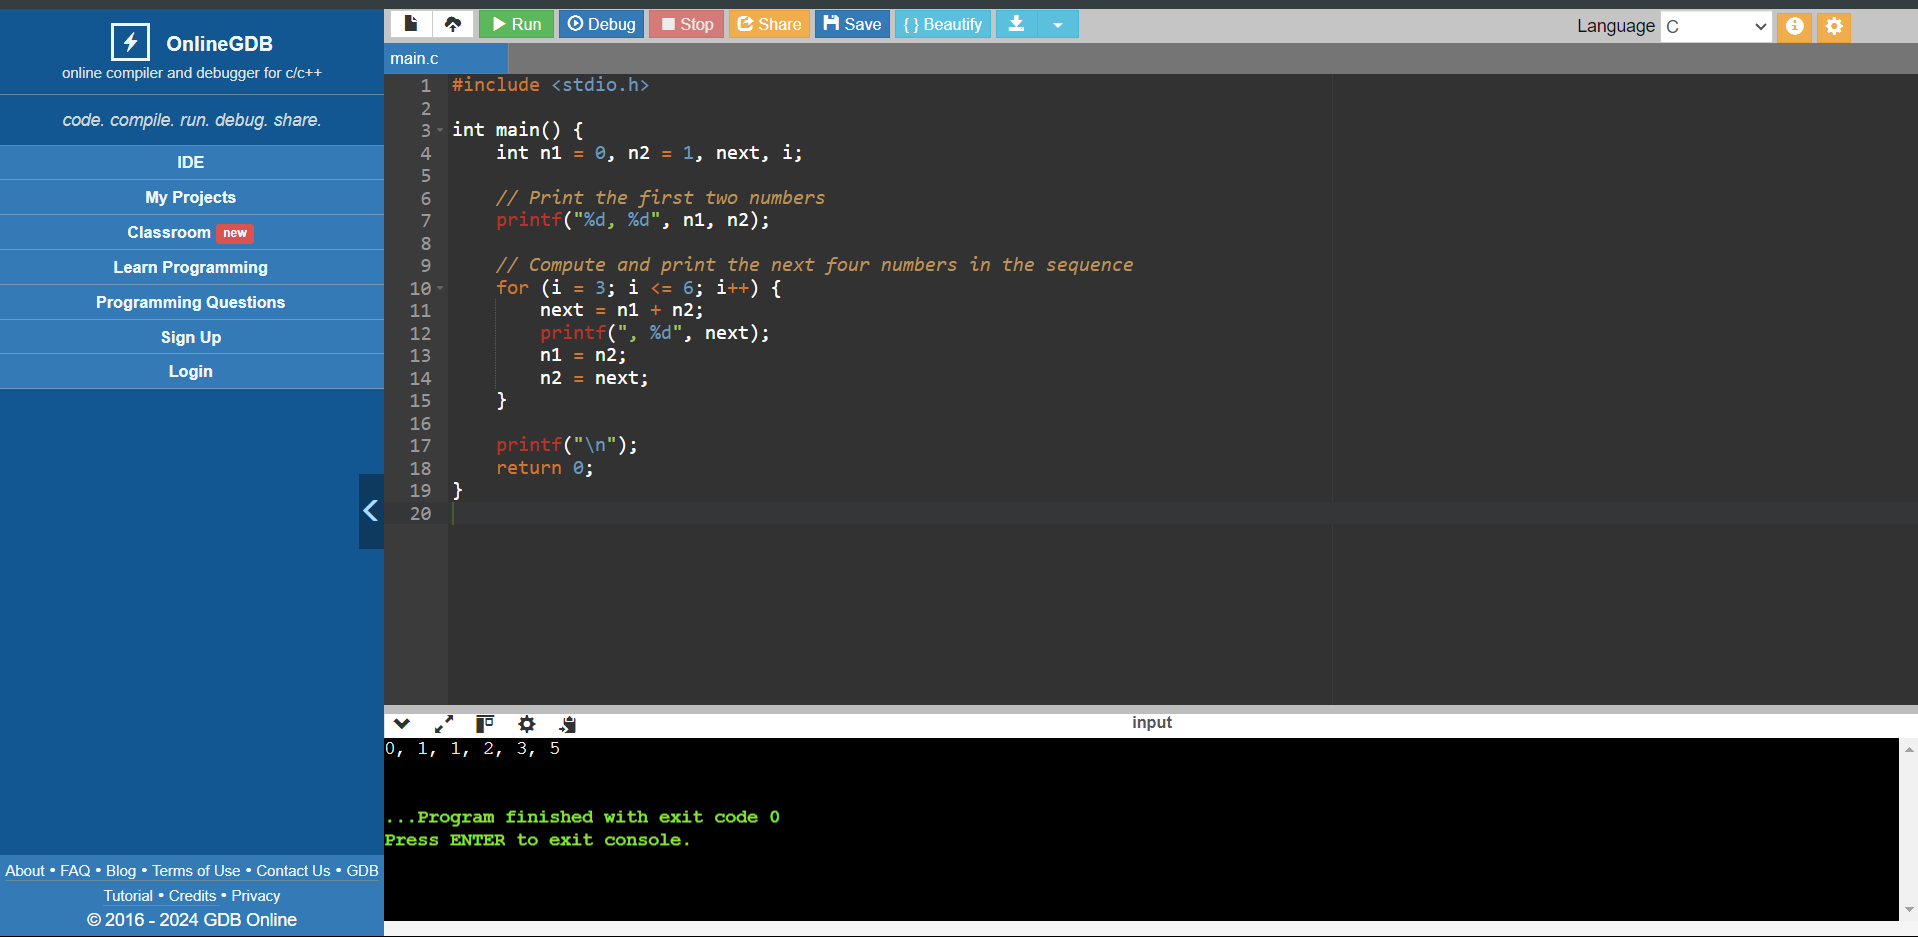 OnlineGDB
online compiler and debugger for c/c++
code. compile. run. debug. share.
IDE
My Projects
Classroom new
Learn Programming
Programming Questions
Sign Up
Login
About • FAQ • Blog • Terms of Use • Contact Us • GDB
Tutorial • Credits • Privacy
© 2016 - 2024 GDB Online
Run Debug Stop Share Save { } Beautify Language C
main.c
1 #include <stdio.h>
2
3 int main() {
4     int n1 = 0, n2 = 1, next, i;
5
6     // Print the first two numbers
7     printf("%d, %d", n1, n2);
8
9     // Compute and print the next four numbers in the sequence
10     for (i = 3; i <= 6; i++) {
11         next = n1 + n2;
12         printf(", %d", next);
13         n1 = n2;
14         n2 = next;
15     }
16
17     printf("\n");
18     return 0;
19 }
20
input
0, 1, 1, 2, 3, 5
...Program finished with exit code 0
Press ENTER to exit console.